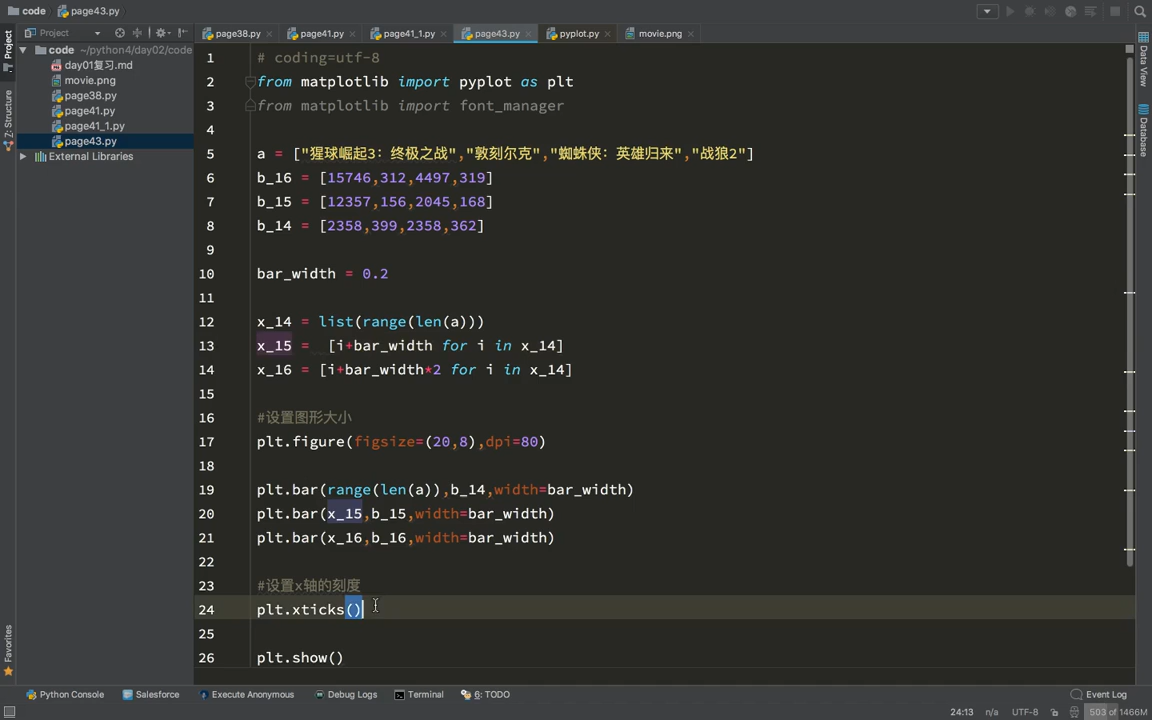 code page43.py
Project
page38.py page41.py page41_1.py page43.py pyplot.py movie.png
code ~/python4/day02/code
day01复习.md
movie.png
page38.py
page41.py
page41_1.py
page43.py
External Libraries
1 # coding=utf-8
2 from matplotlib import pyplot as plt
3 from matplotlib import font_manager
4
5 a = ["猩球崛起3：终极之战","敦刻尔克","蜘蛛侠：英雄归来","战狼2"]
6 b_16 = [15746,312,4497,319]
7 b_15 = [12357,156,2045,168]
8 b_14 = [2358,399,2358,362]
9
10 bar_width = 0.2
11
12 x_14 = list(range(len(a)))
13 x_15 =  [i+bar_width for i in x_14]
14 x_16 = [i+bar_width*2 for i in x_14]
15
16 #设置图形大小
17 plt.figure(figsize=(20,8),dpi=80)
18
19 plt.bar(range(len(a)),b_14,width=bar_width)
20 plt.bar(x_15,b_15,width=bar_width)
21 plt.bar(x_16,b_16,width=bar_width)
22
23 #设置x轴的刻度
24 plt.xticks()
25
26 plt.show()
Project
Z: Structure
Favorites
Data View
Database
Python Console Salesforce Execute Anonymous Debug Logs Terminal 6: TODO Event Log
24:13 n/a UTF-8 503 of 1466M